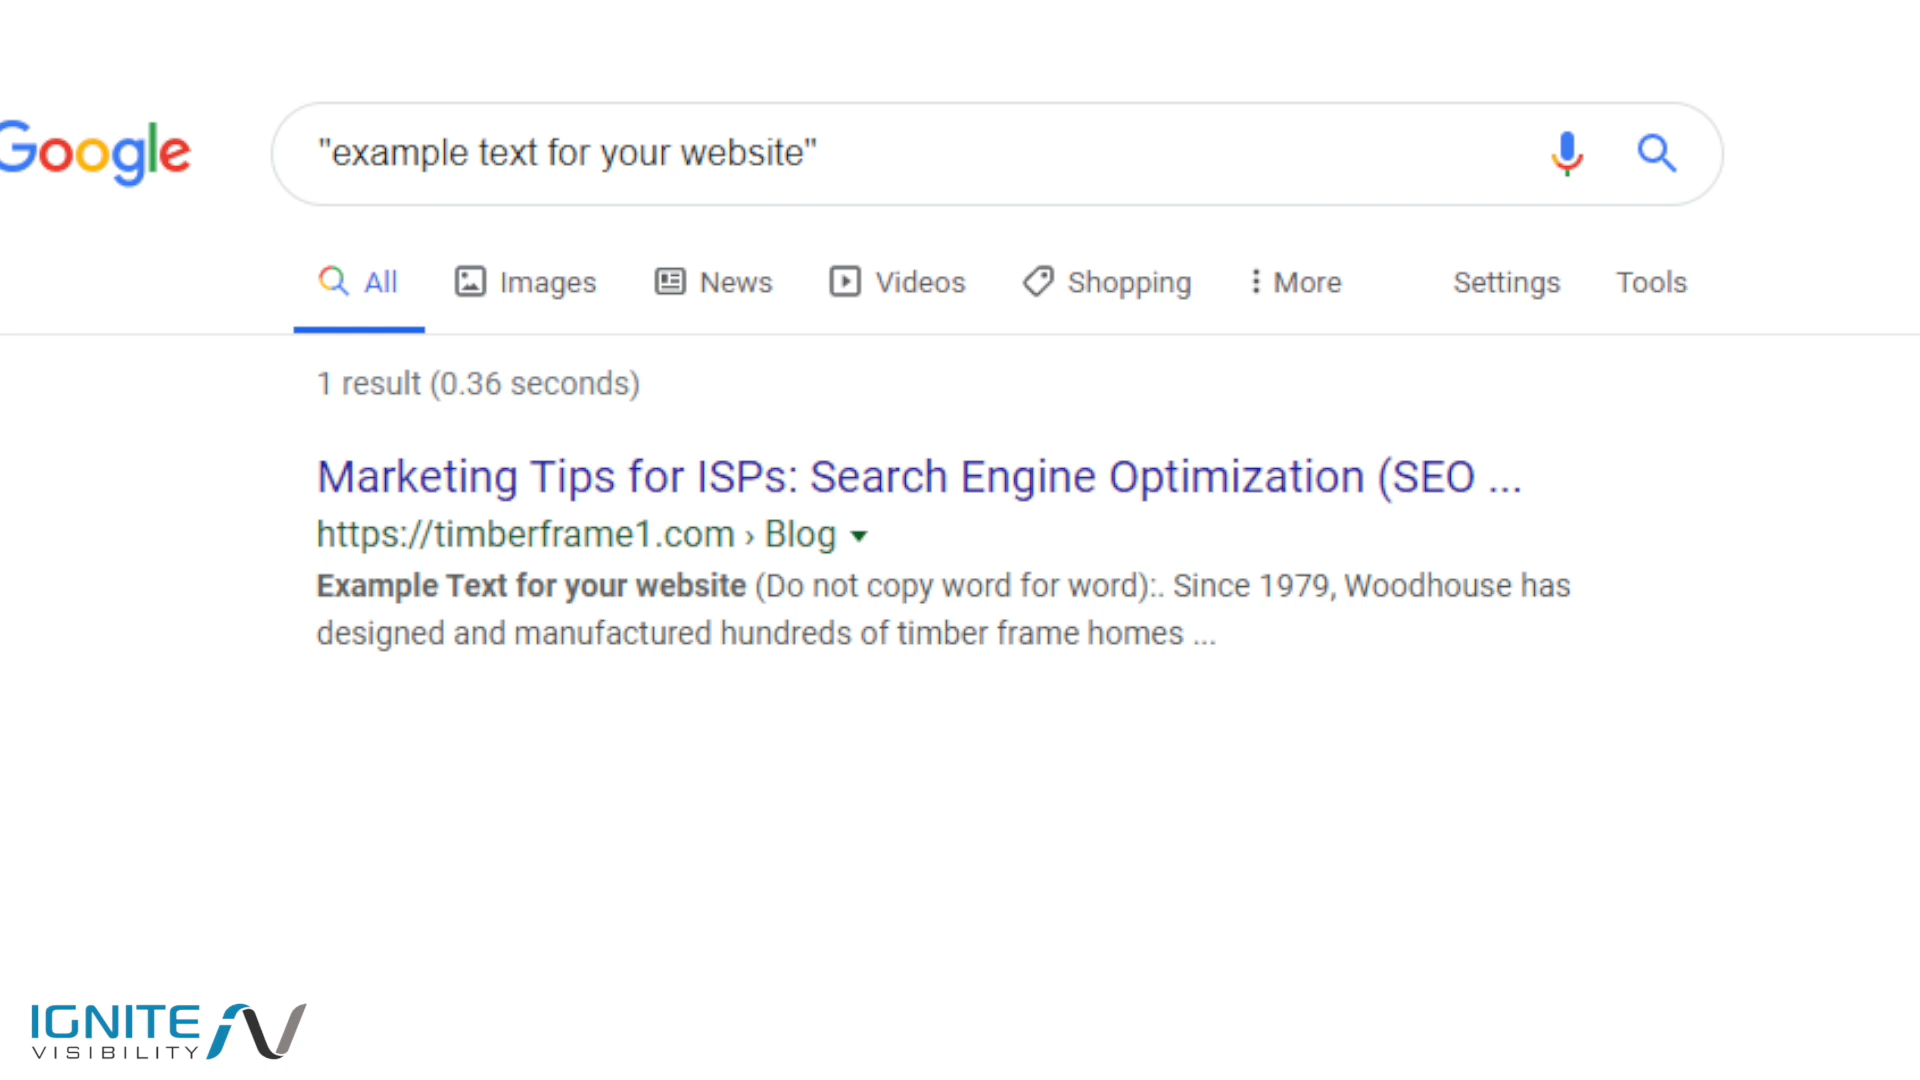 Google
"example text for your website"
All Images News Videos Shopping More Settings Tools
1 result (0.36 seconds)
Marketing Tips for ISPs: Search Engine Optimization (SEO ...
https://timberframe1.com › Blog
Example Text for your website (Do not copy word for word):. Since 1979, Woodhouse has
designed and manufactured hundreds of timber frame homes ...
IGNITE
VISIBILITY